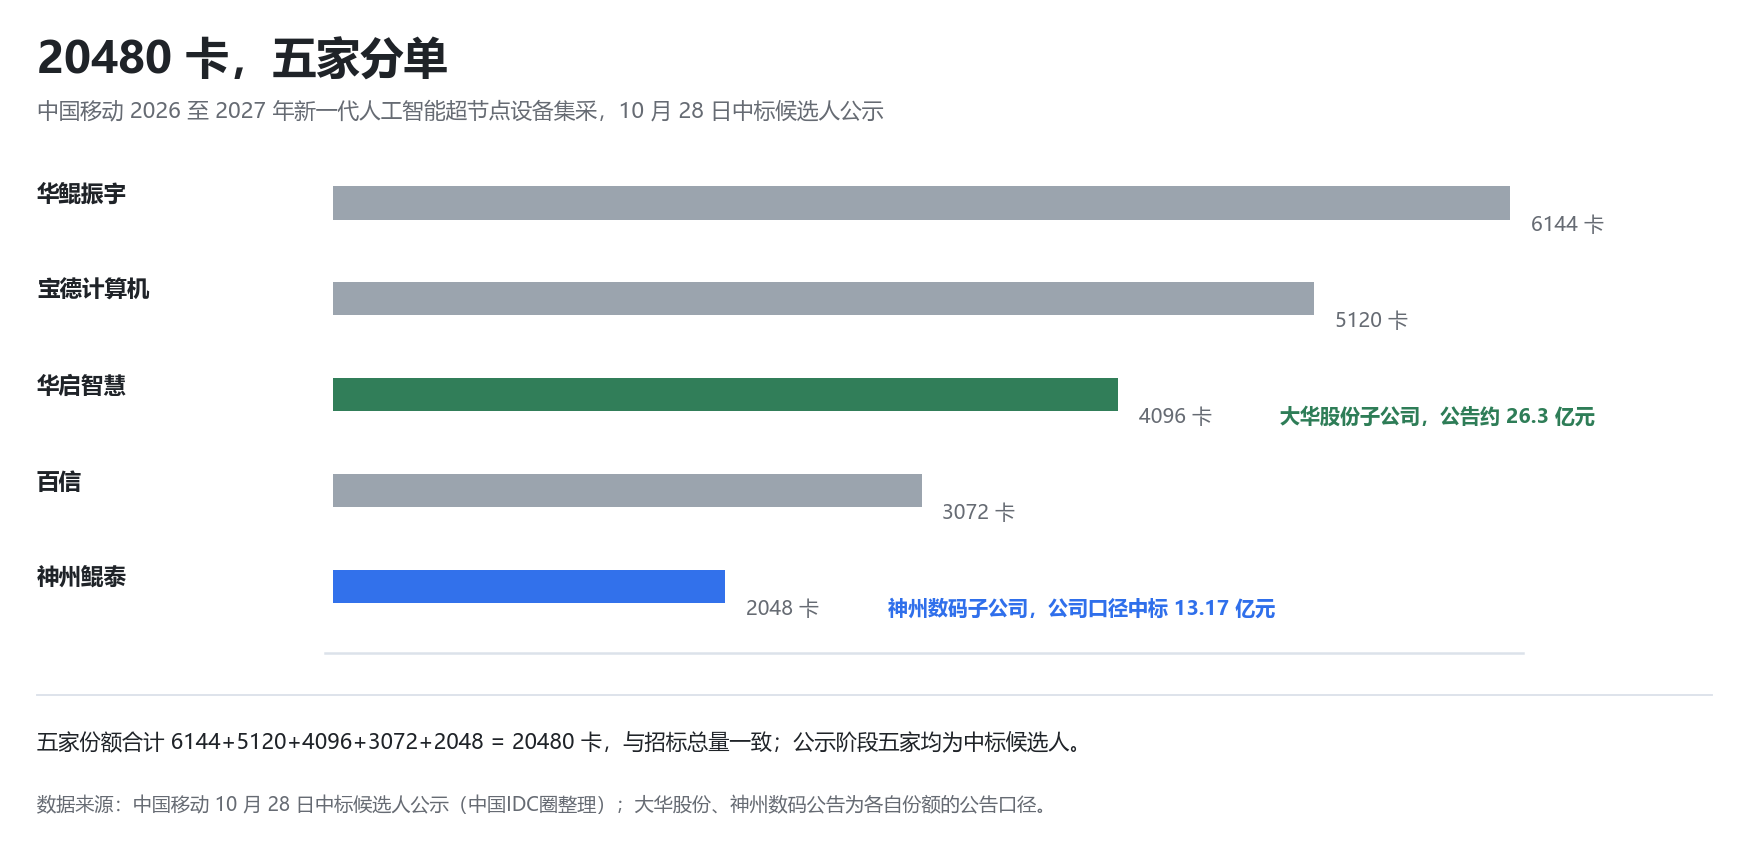 20480 卡，五家分单
中国移动 2026 至 2027 年新一代人工智能超节点设备集采，10 月 28 日中标候选人公示
华鲲振宇
6144 卡
宝德计算机
5120 卡
华启智慧
4096 卡
大华股份子公司，公告约 26.3 亿元
百信
3072 卡
神州鲲泰
2048 卡
神州数码子公司，公司口径中标 13.17 亿元
五家份额合计 6144+5120+4096+3072+2048 = 20480 卡，与招标总量一致；公示阶段五家均为中标候选人。
数据来源：中国移动 10 月 28 日中标候选人公示（中国IDC圈整理）；大华股份、神州数码公告为各自份额的公告口径。